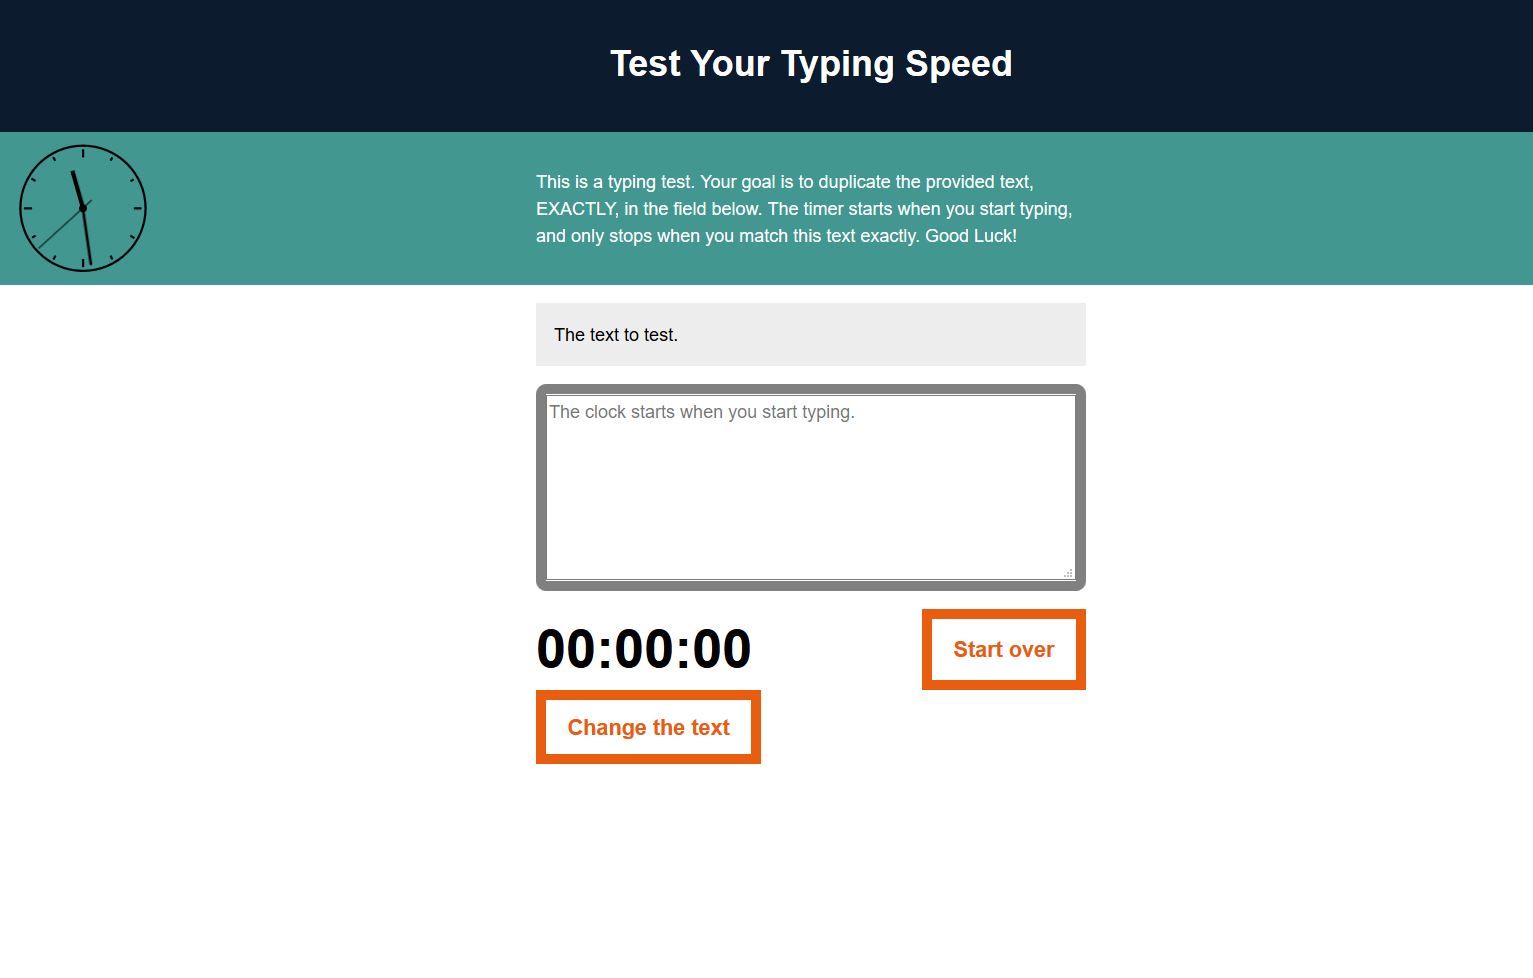 Test Your Typing Speed
This is a typing test. Your goal is to duplicate the provided text,
EXACTLY, in the field below. The timer starts when you start typing,
and only stops when you match this text exactly. Good Luck!
The text to test.
The clock starts when you start typing.
00:00:00
Start over
Change the text